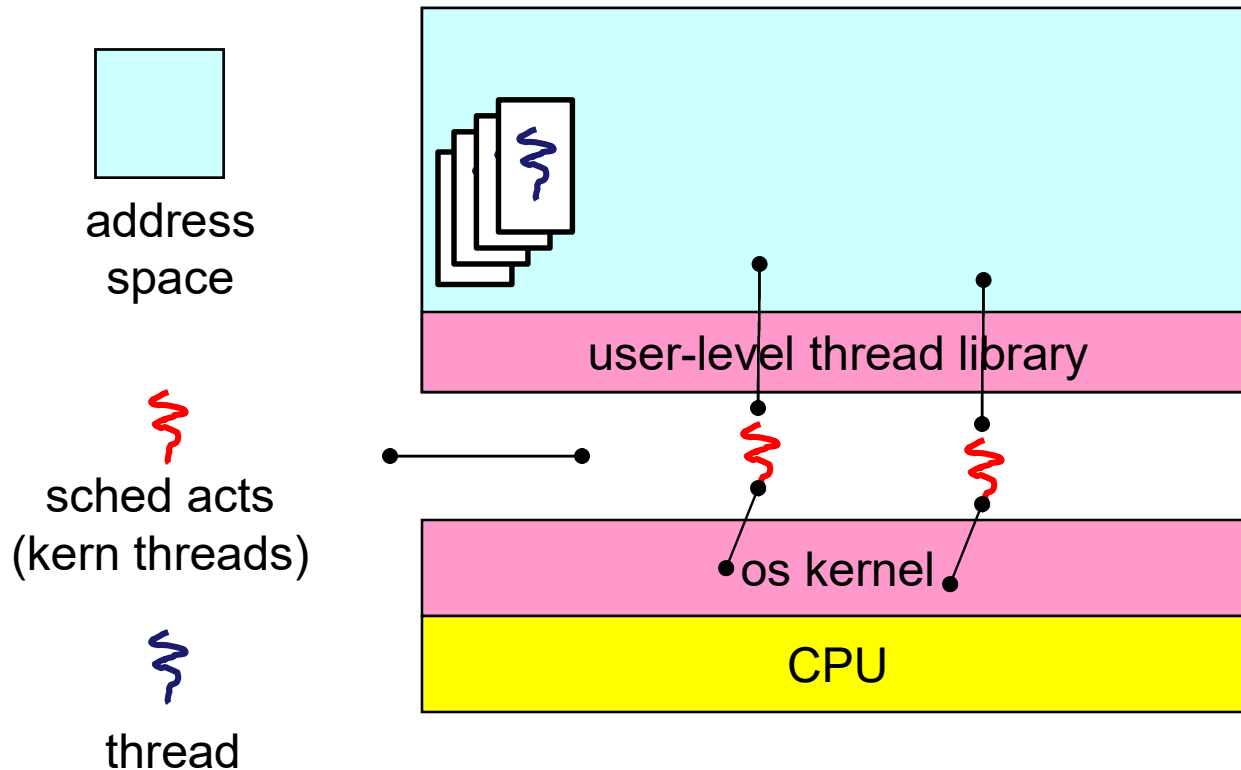 address
space
sched acts
(kern threads)
thread
user-level thread library
os kernel
CPU